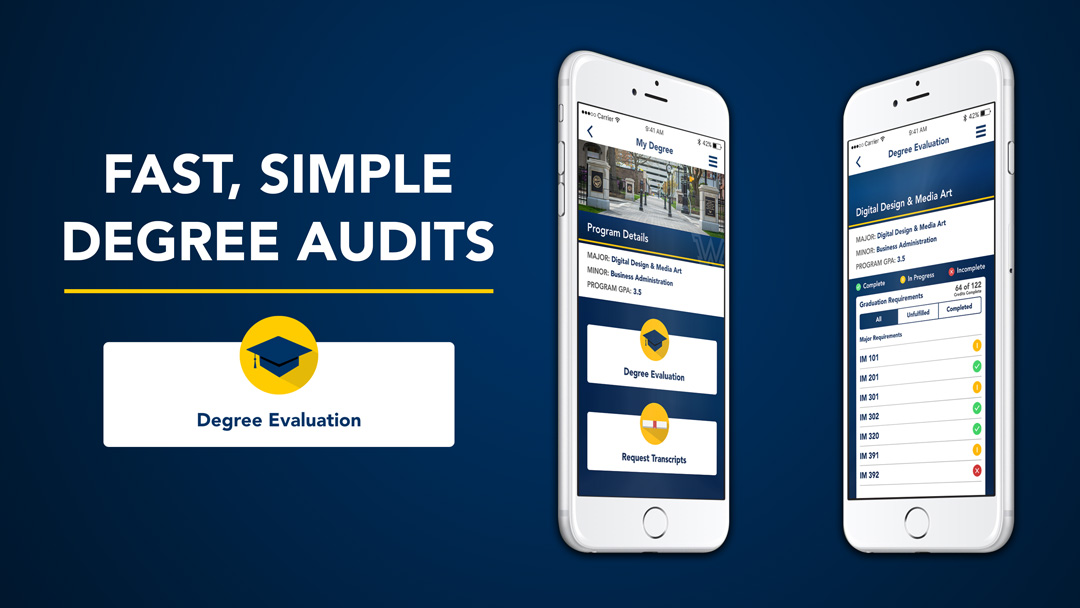 FAST, SIMPLE
DEGREE AUDITS
Degree Evaluation
Carrier
9:41 AM
42%
My Degree
Program Details
W
MAJOR: Digital Design & Media Art
MINOR: Business Administration
PROGRAM GPA: 3.5
Degree Evaluation
Request Transcripts
Carrier
9:41 AM
42%
Degree Evaluation
Digital Design & Media Art
MAJOR: Digital Design & Media Art
MINOR: Business Administration
PROGRAM GPA: 3.5
Complete
In Progress
Incomplete
Graduation Requirements
64 of 122
Credits Complete
All
Unfulfilled
Completed
Major Requirements
IM 101
IM 201
IM 301
IM 302
IM 320
IM 391
IM 392